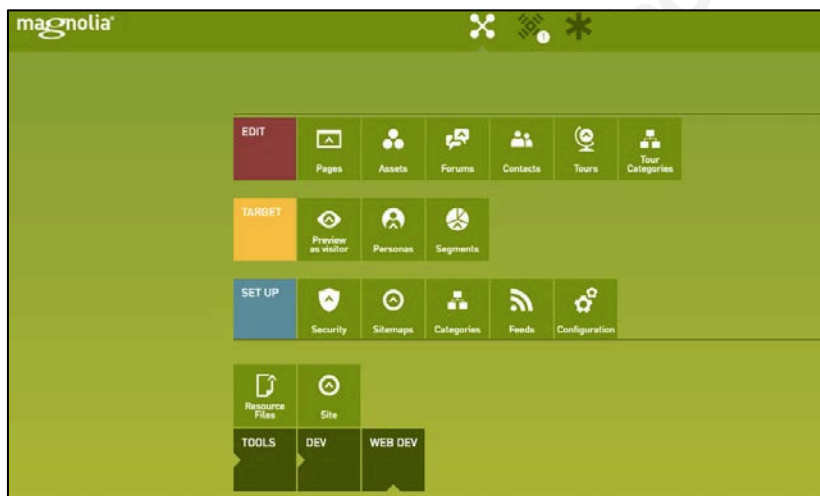 magnolia®
1
EDIT
Pages
Assets
Forums
Contacts
Tours
Tour
Categories
TARGET
Preview
as visitor
Personas
Segments
SET UP
Security
Sitemaps
Categories
Feeds
Configuration
Resource
Files
Site
TOOLS
DEV
WEB DEV